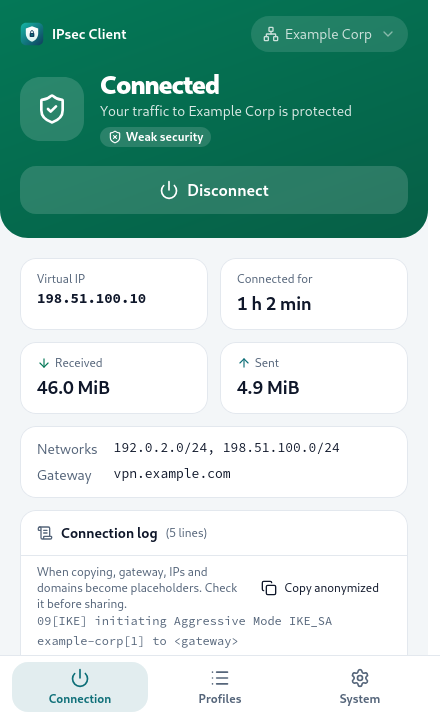 IPsec Client
Example Corp
Connected
Your traffic to Example Corp is protected
Weak security
Disconnect
Virtual IP
198.51.100.10
Connected for
1 h 2 min
Received
46.0 MiB
Sent
4.9 MiB
Networks 192.0.2.0/24, 198.51.100.0/24
Gateway vpn.example.com
Connection log (5 lines)
When copying, gateway, IPs and
domains become placeholders. Check
it before sharing.
Copy anonymized
09[IKE] initiating Aggressive Mode IKE_SA
example-corp[1] to <gateway>
Connection
Profiles
System